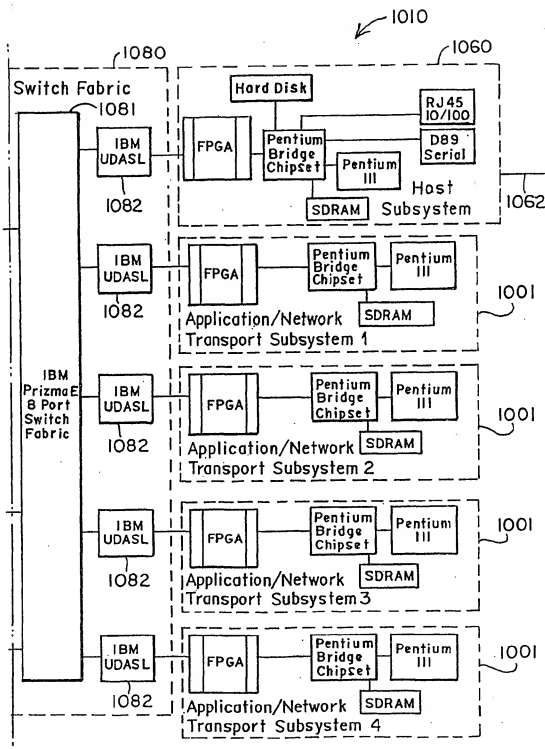 1010
1080
1060
Switch Fabric
1081
Hard Disk
RJ45
10/100
IBM
UDASL
FPGA
Pentium
Bridge
Chipset
D89
Serial
Pentium
III
Host
Subsystem
1082
SDRAM
1062
IBM
UDASL
FPGA
Pentium
Bridge
Chipset
Pentium
III
1082
SDRAM
1001
Application/Network
Transport Subsystem 1
IBM
PrizmaE
8 Port
Switch
Fabric
IBM
UDASL
FPGA
Pentium
Bridge
Chipset
Pentium
III
1082
SDRAM
1001
Application/Network
Transport Subsystem 2
IBM
UDASL
FPGA
Pentium
Bridge
Chipset
Pentium
III
1082
SDRAM
1001
Application/Network
Transport Subsystem 3
IBM
UDASL
FPGA
Pentium
Bridge
Chipset
Pentium
III
1082
SDRAM
1001
Application/Network
Transport Subsystem 4